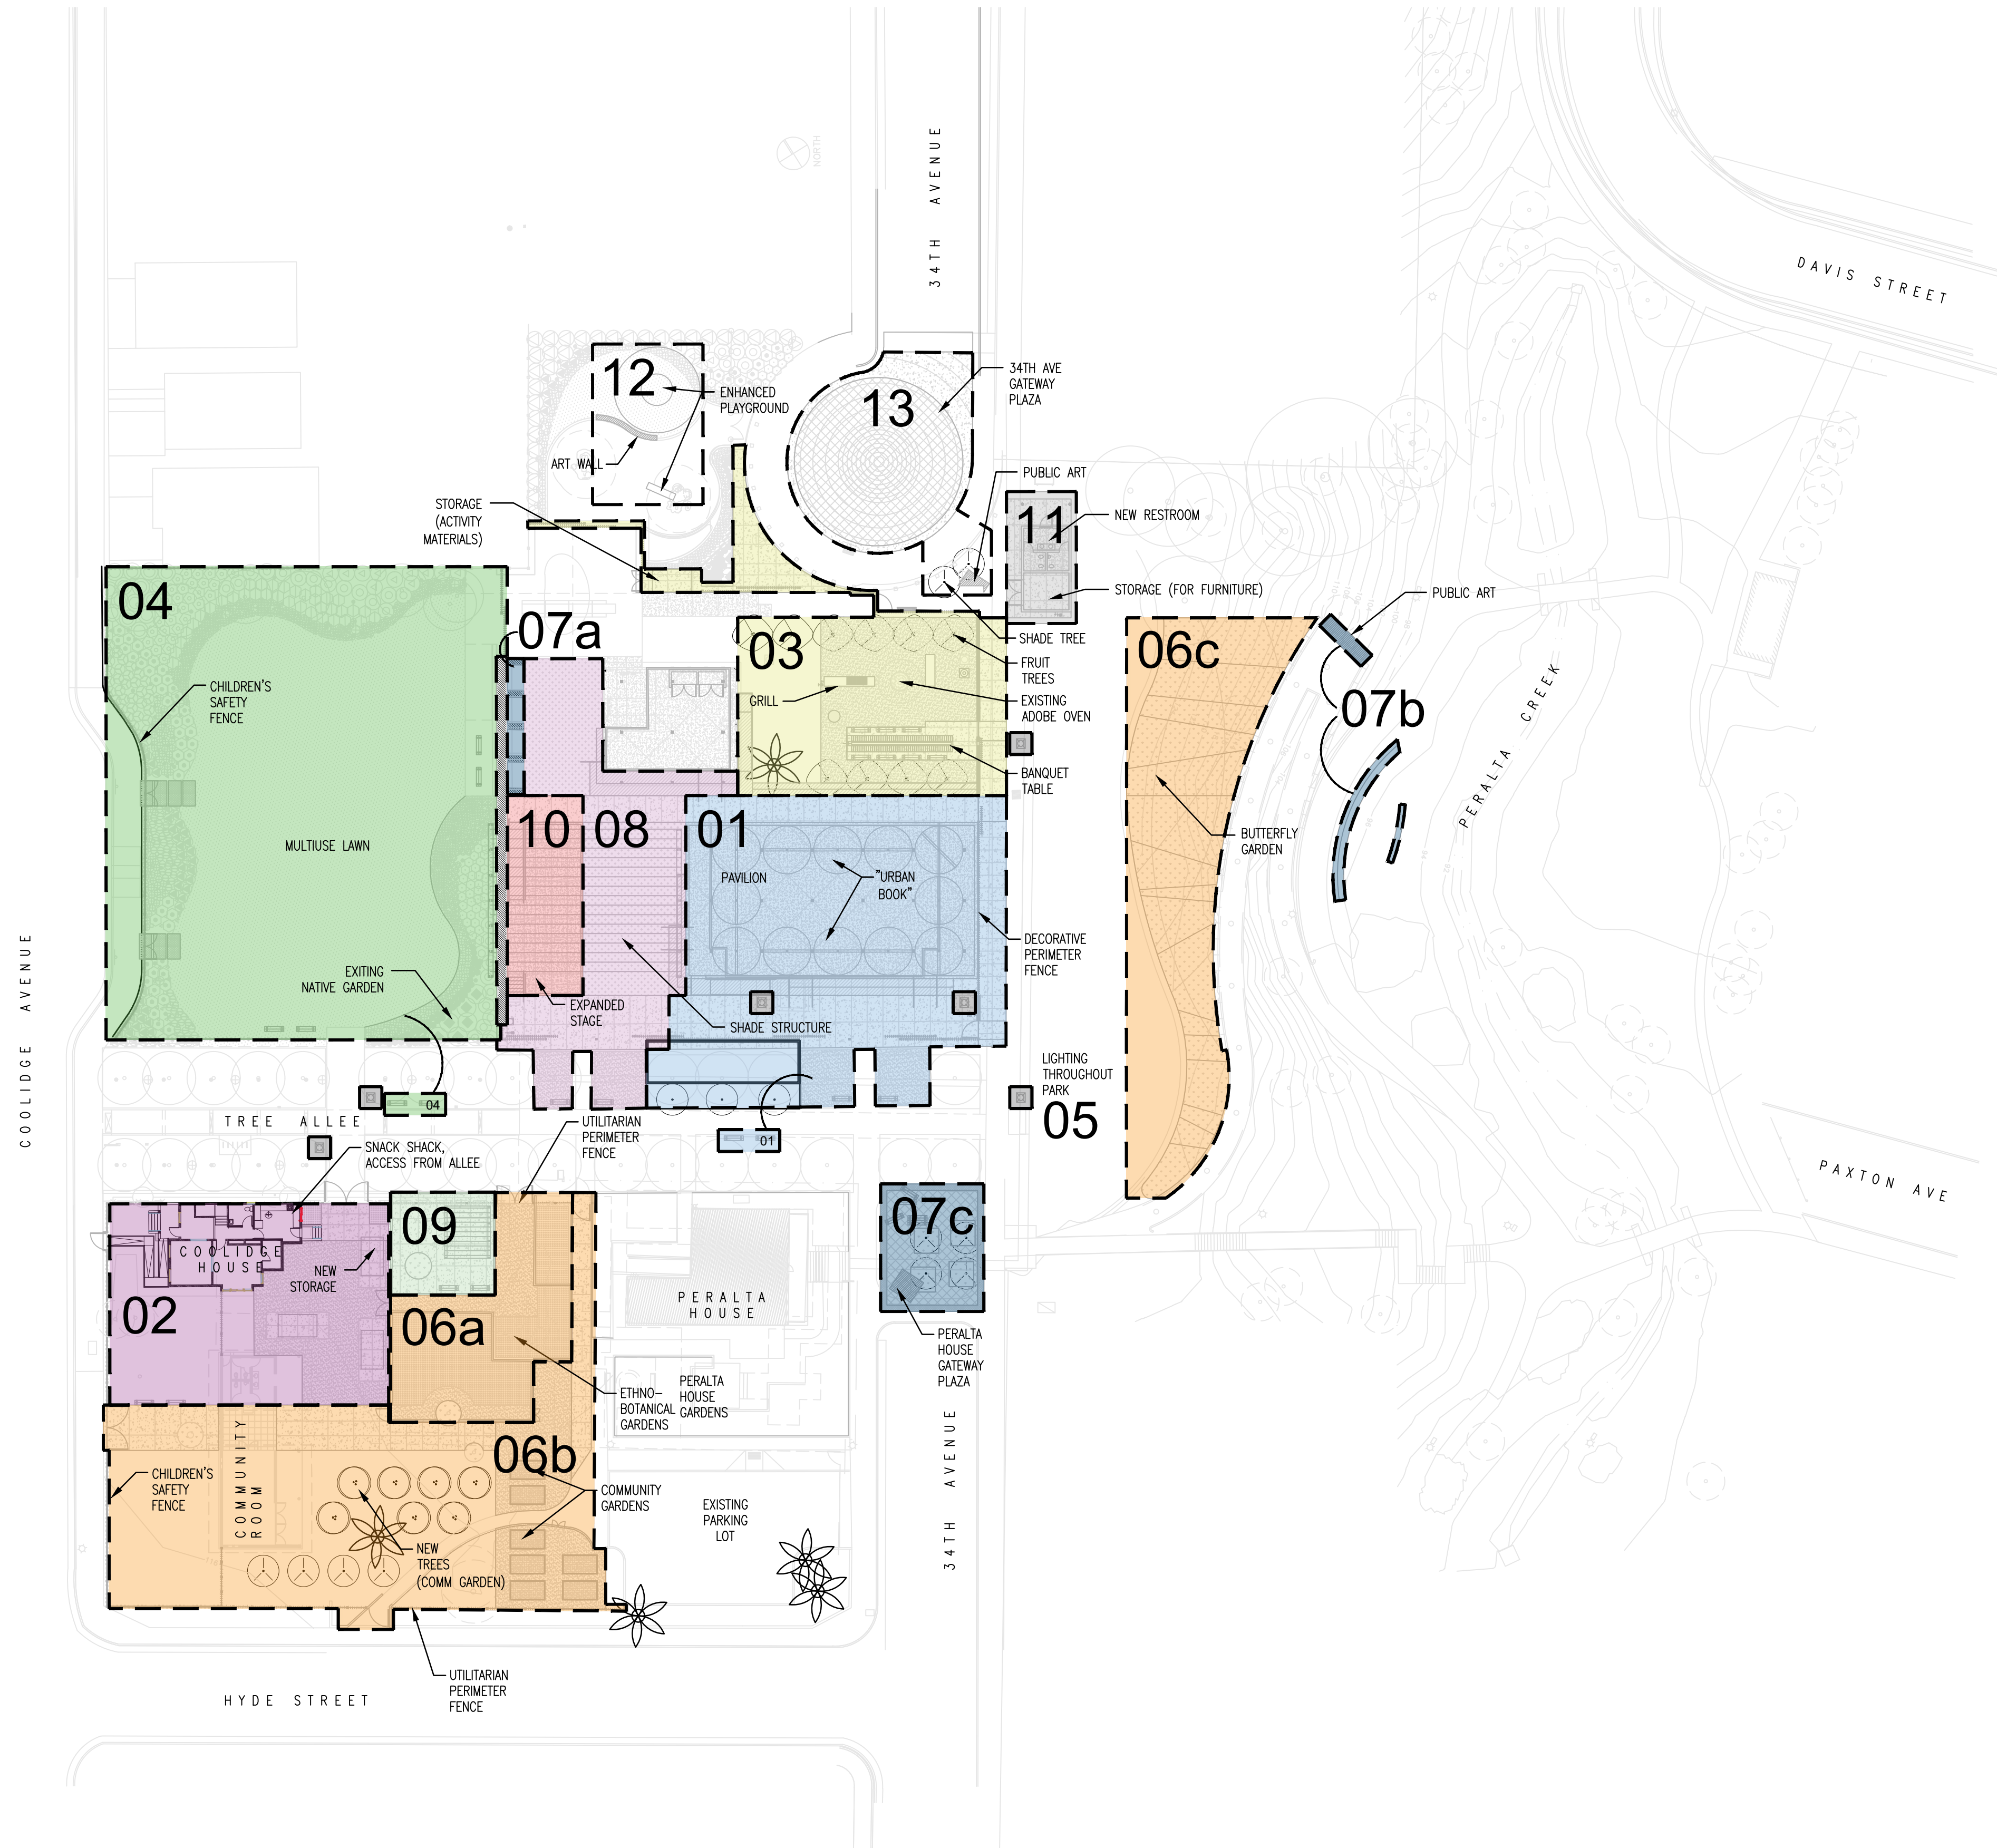 34TH AVENUE
NORTH
DAVIS STREET
12
ENHANCED
PLAYGROUND
ART WALL
13
34TH AVE
GATEWAY
PLAZA
PUBLIC ART
STORAGE
(ACTIVITY
MATERIALS)
11
NEW RESTROOM
STORAGE (FOR FURNITURE)
SHADE TREE
04
CHILDREN'S
SAFETY
FENCE
MULTIUSE LAWN
EXITING
NATIVE GARDEN
07a
03
GRILL
FRUIT
TREES
EXISTING
ADOBE OVEN
BANQUET
TABLE
06c
BUTTERFLY
GARDEN
PUBLIC ART
07b
PERALTA CREEK
10
08
01
PAVILION
"URBAN
BOOK"
DECORATIVE
PERIMETER
FENCE
EXPANDED
STAGE
SHADE STRUCTURE
COOLIDGE AVENUE
LIGHTING
THROUGHOUT
PARK
05
04
TREE ALLEE
01
UTILITARIAN
PERIMETER
FENCE
SNACK SHACK,
ACCESS FROM ALLEE
PAXTON AVE
COOLIDGE
HOUSE
NEW
STORAGE
02
09
06a
PERALTA
HOUSE
07c
PERALTA
HOUSE
GATEWAY
PLAZA
ETHNO-
BOTANICAL
GARDENS
PERALTA
HOUSE
GARDENS
06b
COMMUNITY
ROOM
CHILDREN'S
SAFETY
FENCE
COMMUNITY
GARDENS
EXISTING
PARKING
LOT
34TH AVENUE
NEW
TREES
(COMM GARDEN)
UTILITARIAN
PERIMETER
FENCE
HYDE STREET